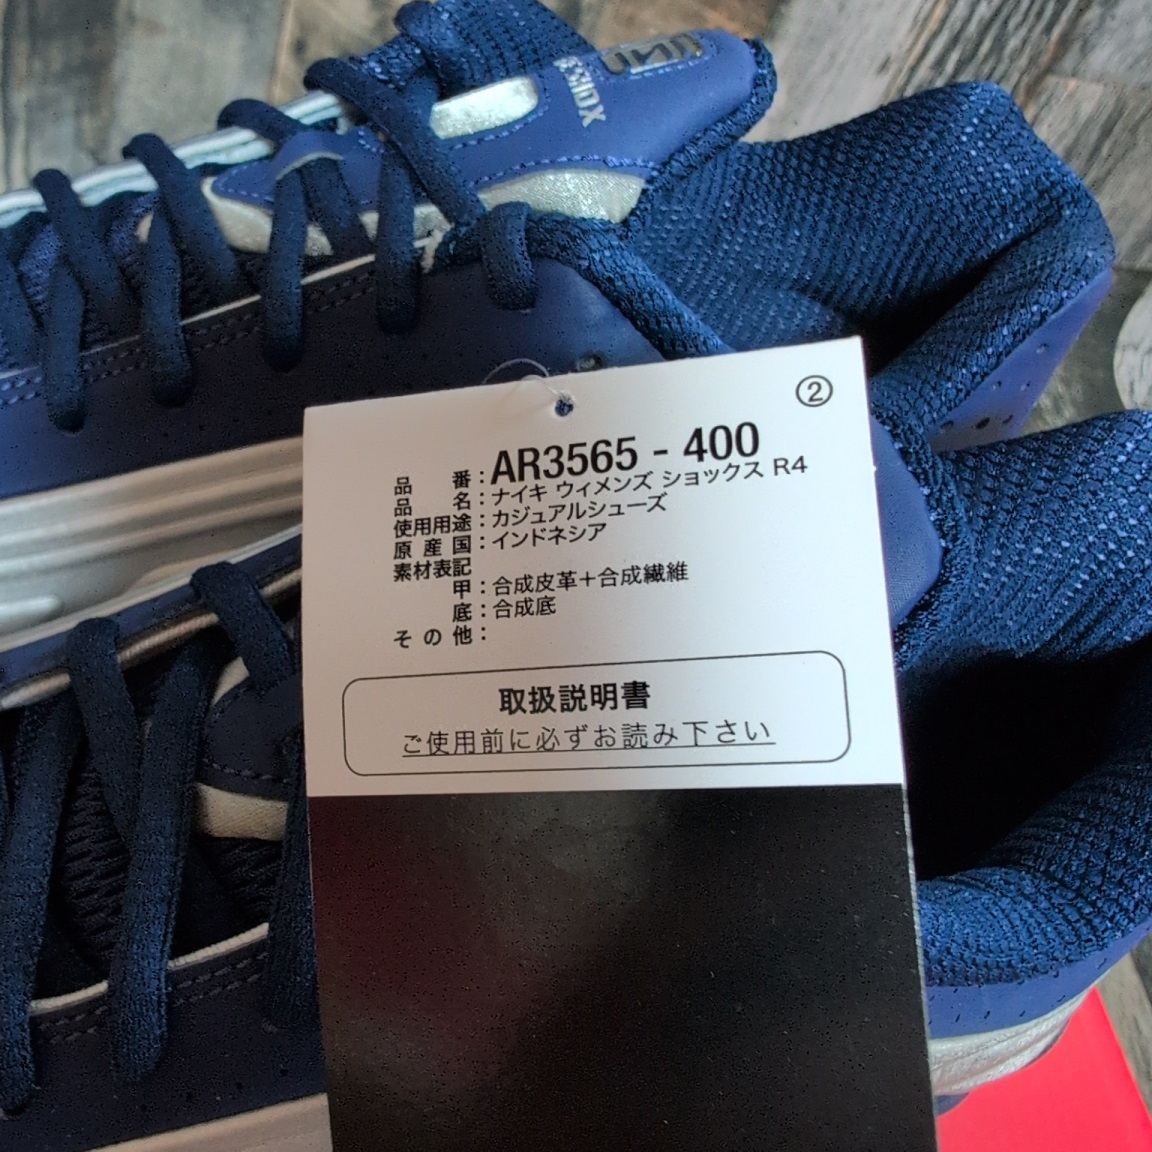 ②
品 番：AR3565 - 400
品 名：ナイキ ウィメンズ ショックス R4
使用用途：カジュアルシューズ
原 産 国：インドネシア
素材表記
甲：合成皮革＋合成繊維
底：合成底
そ の 他：
取扱説明書
ご使用前に必ずお読み下さい